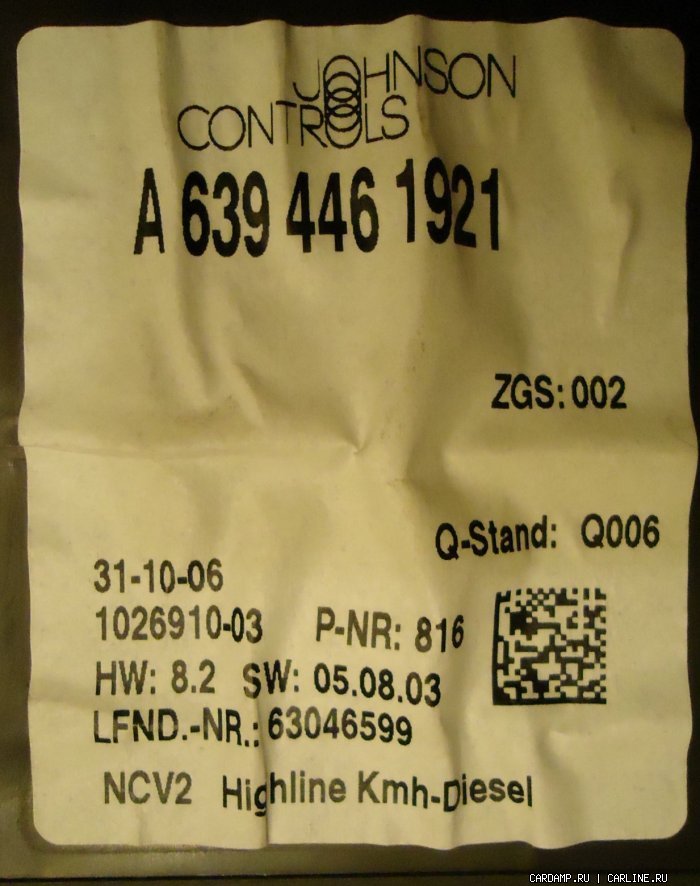 JOHNSON
CONTROLS
A 639 446 1921
ZGS: 002
Q-Stand: Q006
31-10-06
1026910-03 P-NR: 816
HW: 8.2 SW: 05.08.03
LFND.-NR.: 63046599
NCV2 Highline Kmh-Diesel
CARDAMP.RU | CARLINE.RU